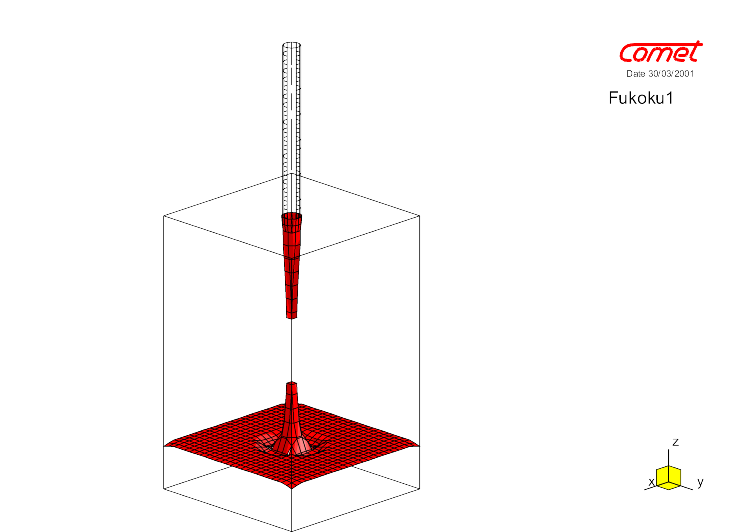 Comet
Date 30/03/2001
Fukoku1
z
x
y